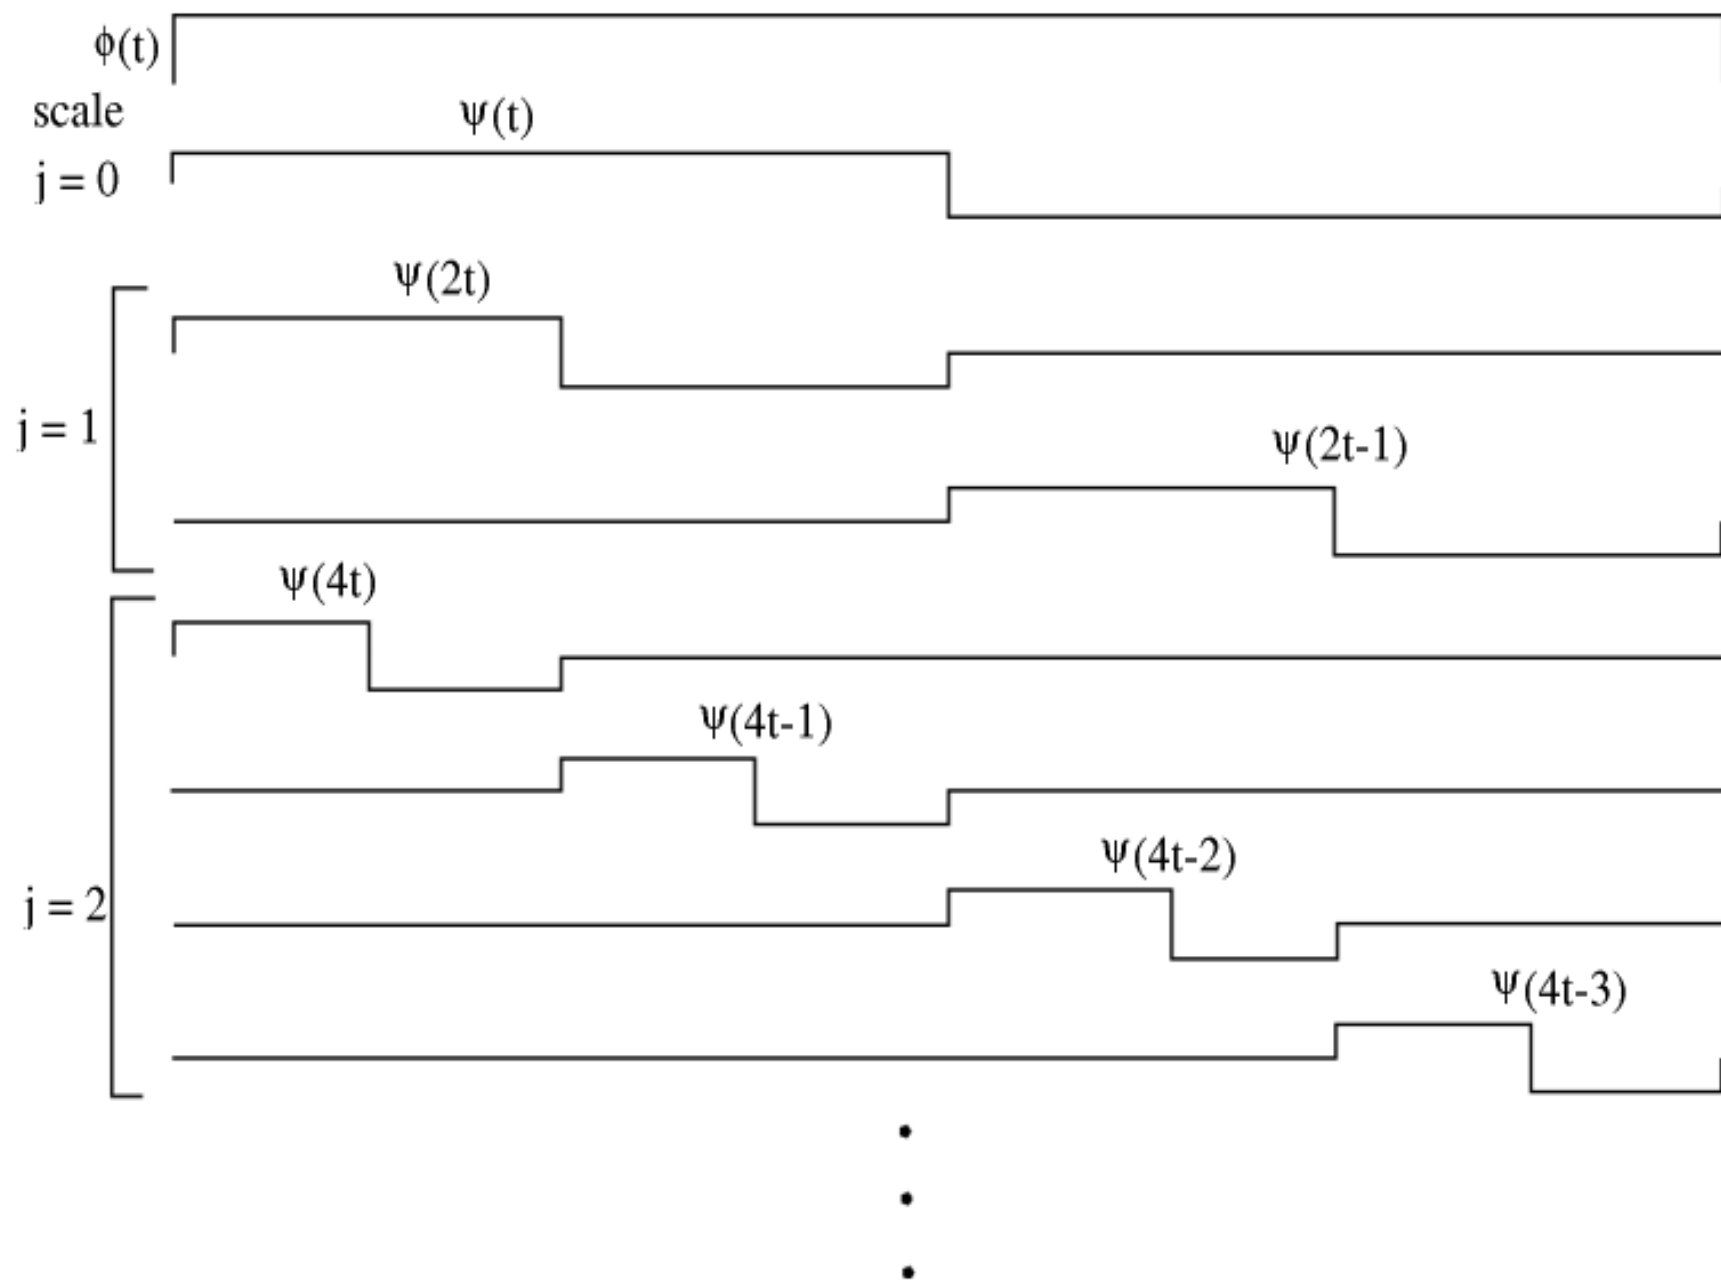 ϕ(t)
scale
ψ(t)
j = 0
ψ(2t)
j = 1
ψ(2t-1)
ψ(4t)
ψ(4t-1)
ψ(4t-2)
j = 2
ψ(4t-3)